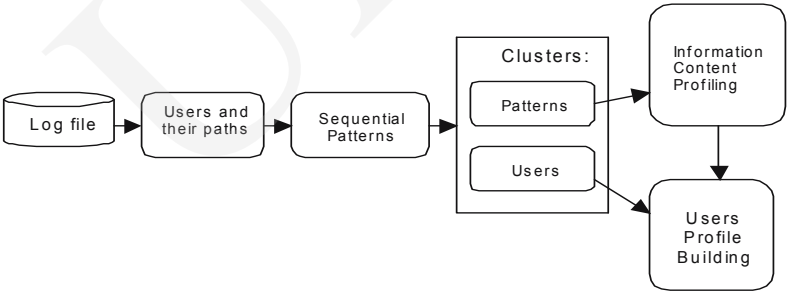 Log file
Users and
their paths
Sequential
Patterns
Clusters:
Patterns
Users
Information
Content
Profiling
Users
Profile
Building